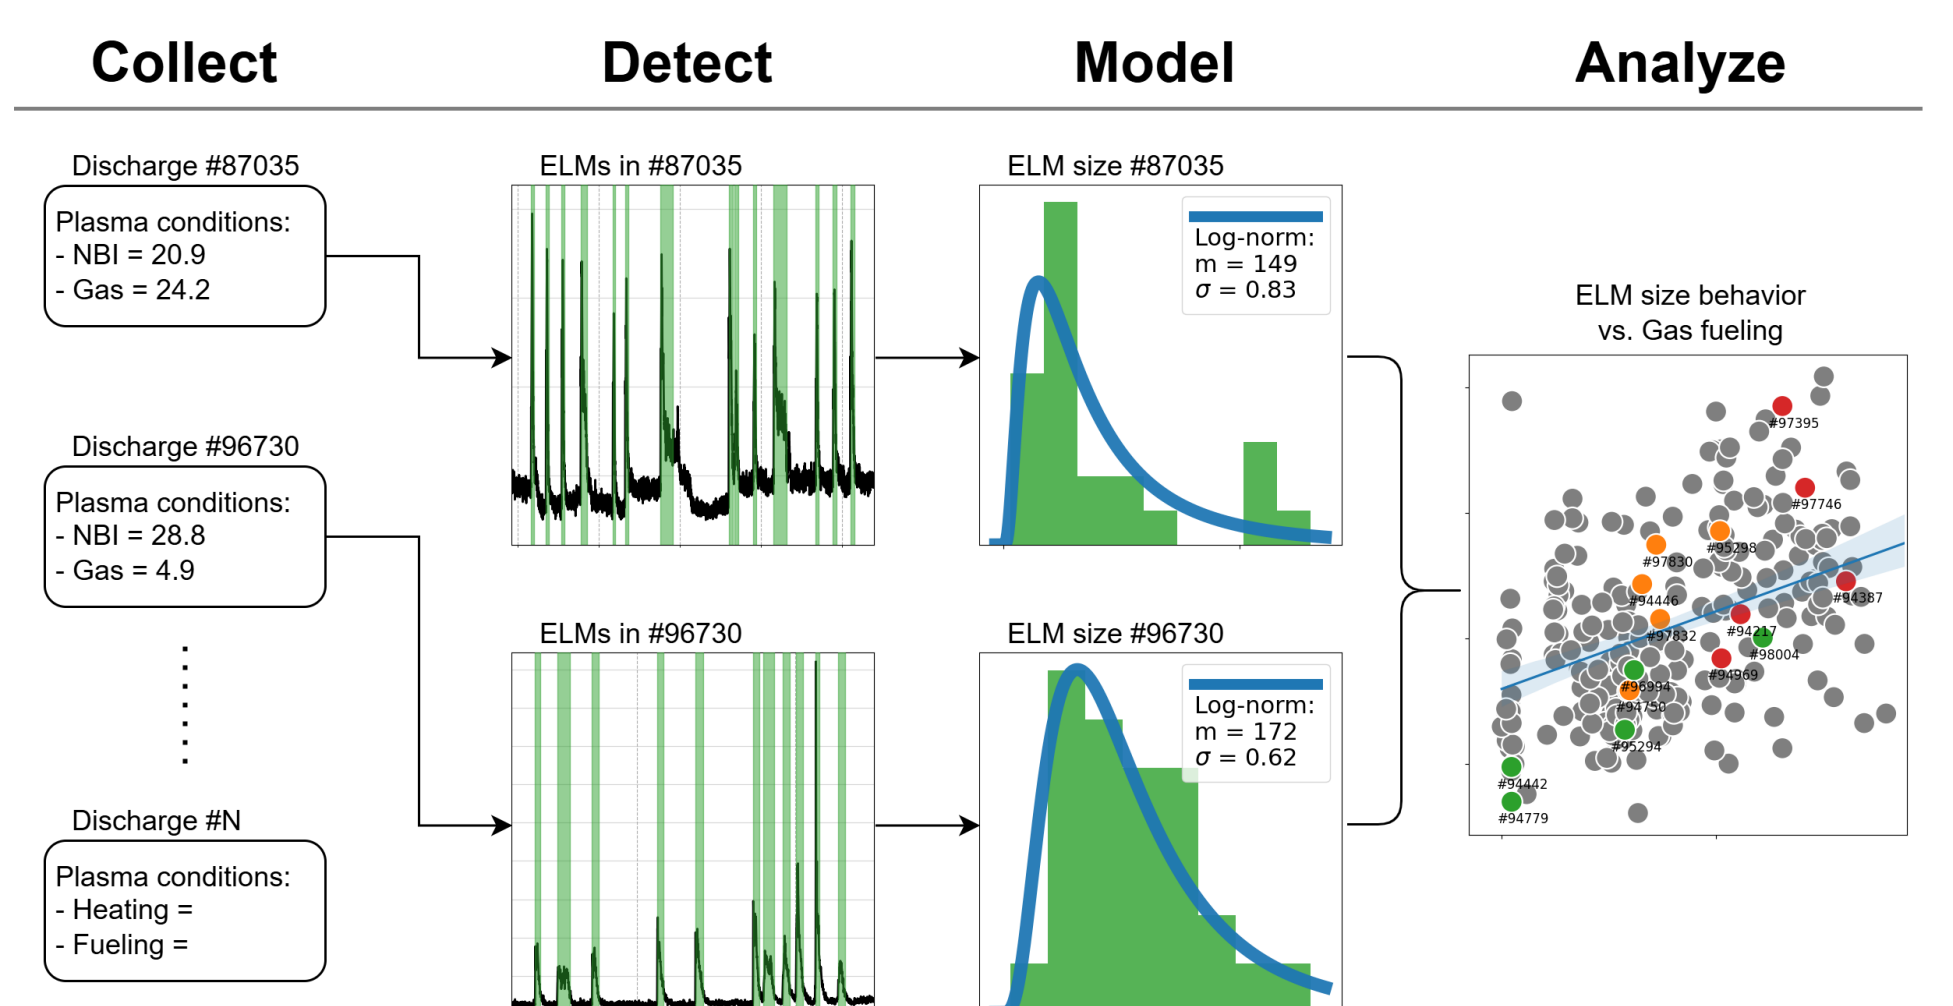 Collect
Detect
Model
Analyze
Discharge #87035
Plasma conditions:
- NBI = 20.9
- Gas = 24.2
Discharge #96730
Plasma conditions:
- NBI = 28.8
- Gas = 4.9
Discharge #N
Plasma conditions:
- Heating =
- Fueling =
ELMs in #87035
ELMs in #96730
ELM size #87035
Log-norm:
m = 149
σ = 0.83
ELM size #96730
Log-norm:
m = 172
σ = 0.62
ELM size behavior
vs. Gas fueling
#97395
#97746
#95298
#97830
#94387
#94446
#94217
#97832
#98004
#94969
#96994
#94750
#95294
#94442
#94779